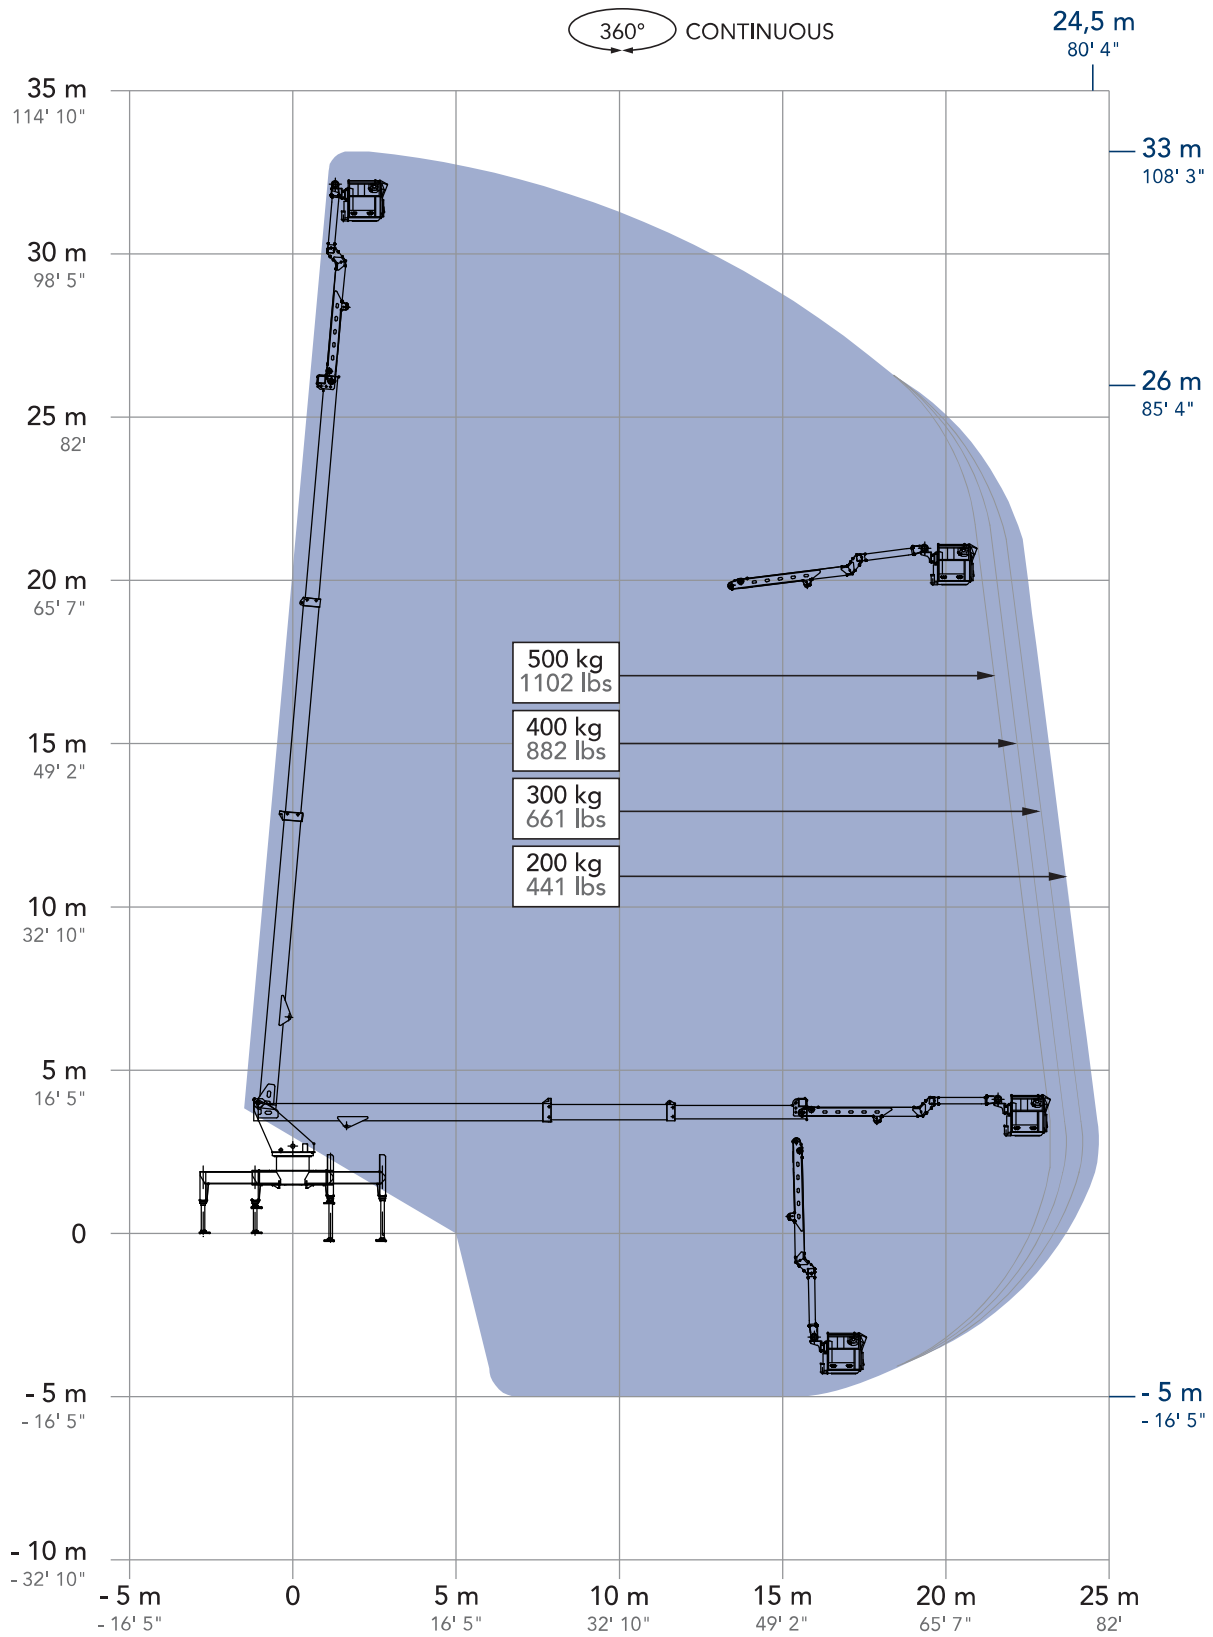 360° CONTINUOUS
24,5 m
80' 4"
35 m
114' 10"
33 m
108' 3"
30 m
98' 5"
26 m
85' 4"
25 m
82'
20 m
65' 7"
500 kg
1102 lbs
400 kg
882 lbs
15 m
49' 2"
300 kg
661 lbs
200 kg
441 lbs
10 m
32' 10"
5 m
16' 5"
0
- 5 m
- 16' 5"
- 5 m
- 16' 5"
- 10 m
- 32' 10"
- 5 m 0 5 m 10 m 15 m 20 m 25 m
- 16' 5" 16' 5" 32' 10" 49' 2" 65' 7" 82'